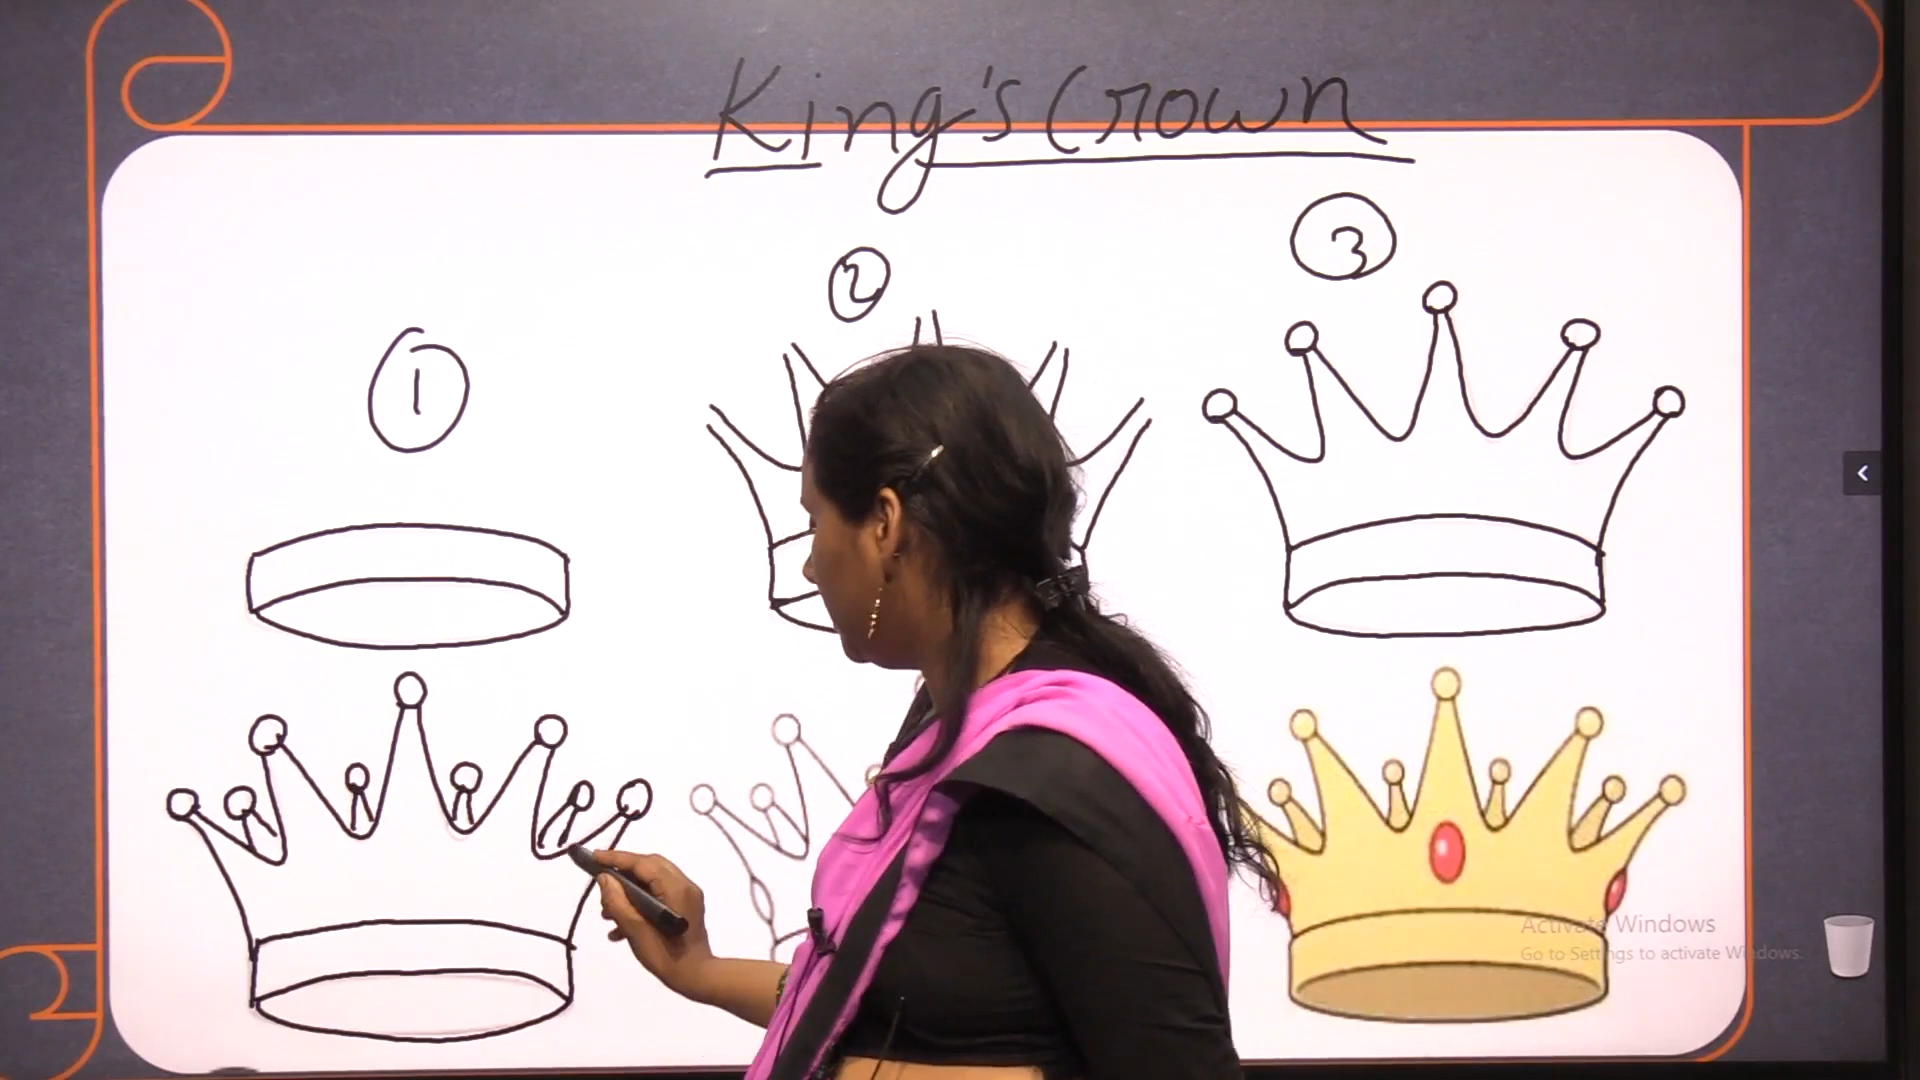 King's Crown
1
2
3
Activate Windows
Go to Settings to activate Windows.